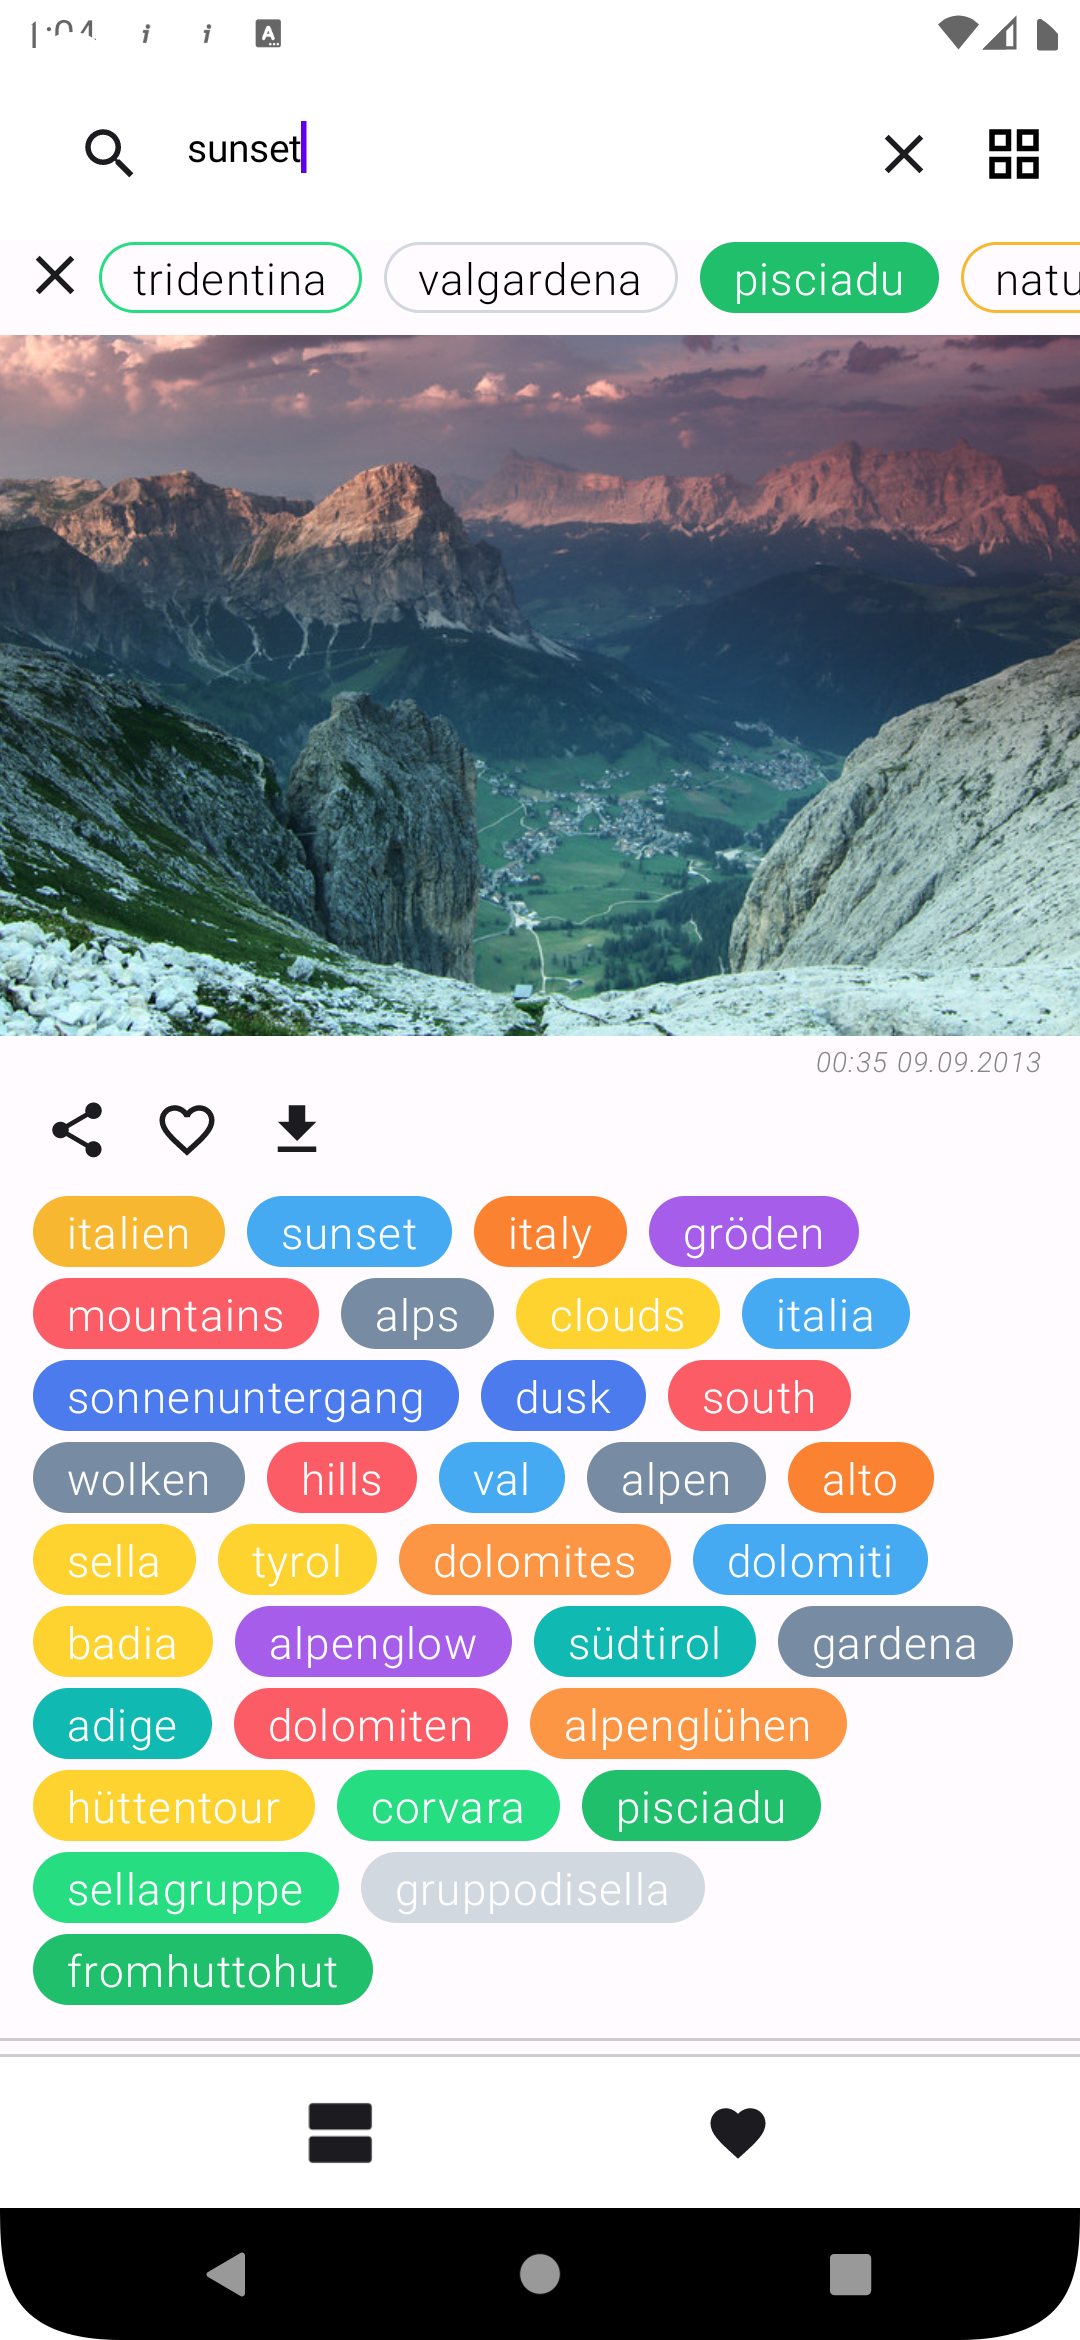 sunset
tridentina valgardena pisciadu natu
00:35 09.09.2013
italien sunset italy gröden
mountains alps clouds italia
sonnenuntergang dusk south
wolken hills val alpen alto
sella tyrol dolomites dolomiti
badia alpenglow südtirol gardena
adige dolomiten alpenglühen
hüttentour corvara pisciadu
sellagruppe gruppodisella
fromhuttohut